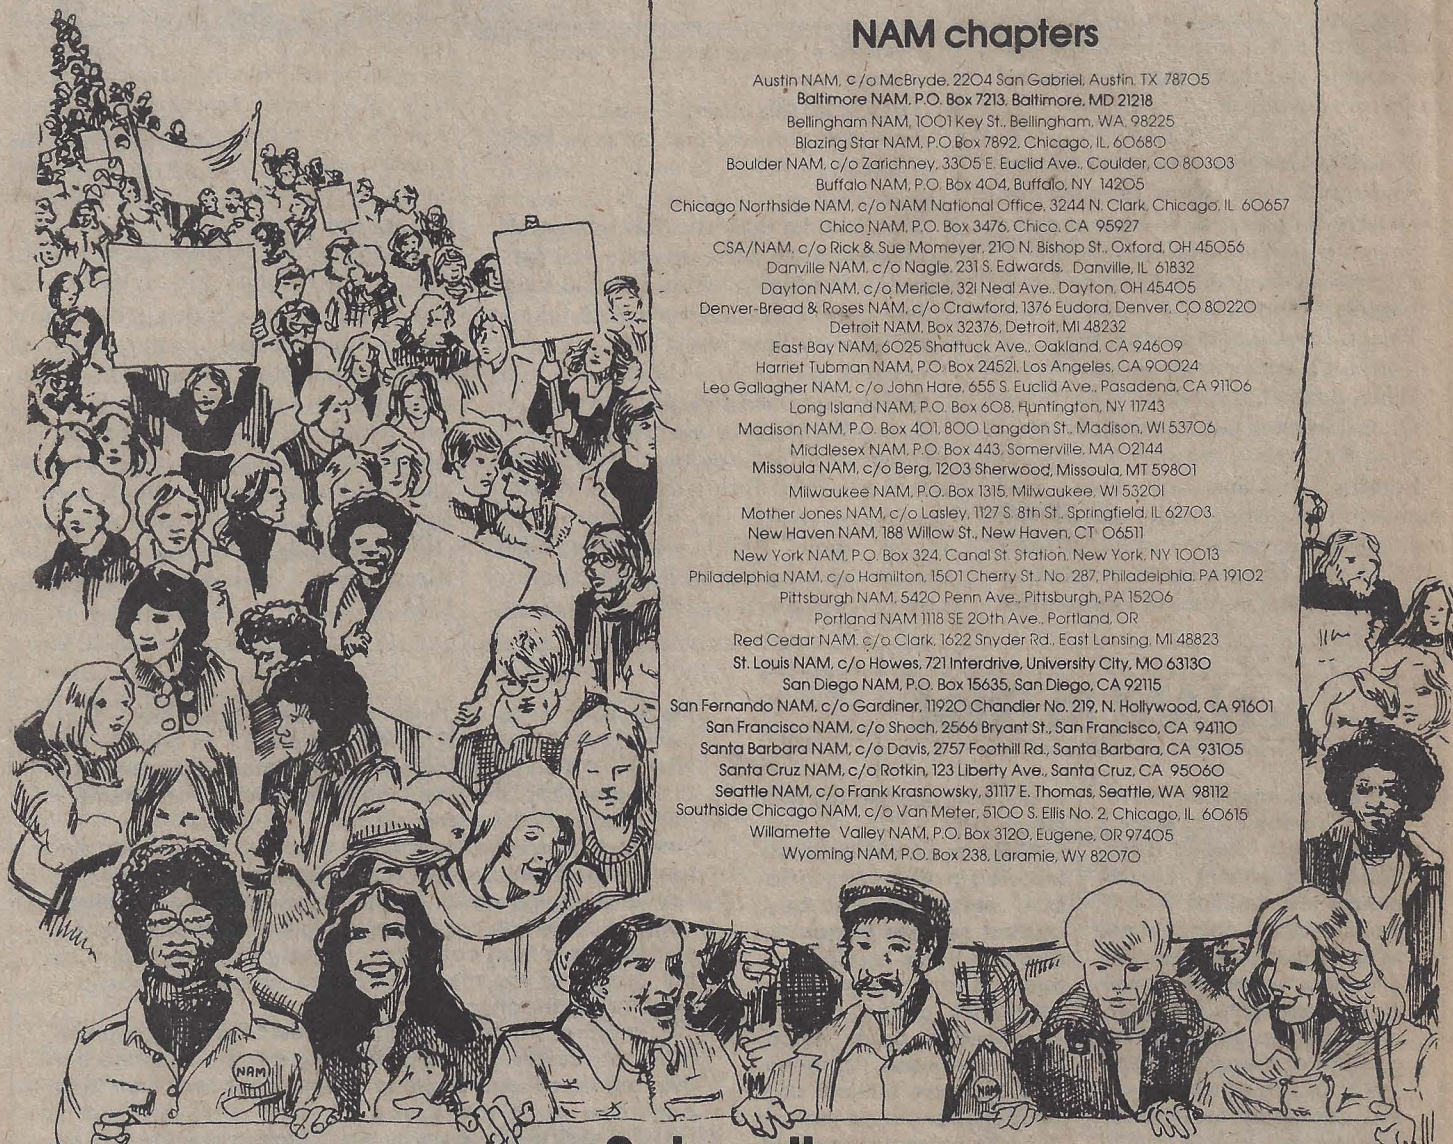 NAM chapters
Austin NAM, c/o McBryde, 2204 San Gabriel, Austin, TX 78705
Baltimore NAM, P.O. Box 7213, Baltimore, MD 21218
Bellingham NAM, 1001 Key St., Bellingham, WA, 98225
Blazing Star NAM, P.O Box 7892, Chicago, IL, 60680
Boulder NAM, c/o Zarichney, 3305 E. Euclid Ave., Coulder, CO 80303
Buffalo NAM, P.O. Box 404, Buffalo, NY 14205
Chicago Northside NAM, c/o NAM National Office, 3244 N. Clark, Chicago, IL 60657
Chico NAM, P.O. Box 3476, Chico, CA 95927
CSA/NAM, c/o Rick & Sue Momeyer, 210 N. Bishop St., Oxford, OH 45056
Danville NAM, c/o Nagle, 231 S. Edwards, Danville, IL 61832
Dayton NAM, c/o Mericle, 321 Neal Ave., Dayton, OH 45405
Denver-Bread & Roses NAM, c/o Crawford, 1376 Eudora, Denver, CO 80220
Detroit NAM, Box 32376, Detroit, MI 48232
East Bay NAM, 6025 Shattuck Ave., Oakland, CA 94609
Harriet Tubman NAM, P.O. Box 24521, Los Angeles, CA 90024
Leo Gallagher NAM, c/o John Hare, 655 S. Euclid Ave., Pasadena, CA 91106
Long Island NAM, P.O. Box 608, Huntington, NY 11743
Madison NAM, P.O. Box 401, 800 Langdon St., Madison, WI 53706
Middlesex NAM, P.O. Box 443, Somerville, MA 02144
Missoula NAM, c/o Berg, 1203 Sherwood, Missoula, MT 59801
Milwaukee NAM, P.O. Box 1315, Milwaukee, WI 53201
Mother Jones NAM, c/o Lasley, 1127 S. 8th St., Springfield, IL 62703
New Haven NAM, 188 Willow St., New Haven, CT 06511
New York NAM, P.O. Box 324, Canal St. Station, New York, NY 10013
Philadelphia NAM, c/o Hamilton, 1501 Cherry St., No. 287, Philadelphia, PA 19102
Pittsburgh NAM, 5420 Penn Ave., Pittsburgh, PA 15206
Portland NAM 1118 SE 20th Ave., Portland, OR
Red Cedar NAM, c/o Clark, 1622 Snyder Rd., East Lansing, MI 48823
St. Louis NAM, c/o Howes, 721 Interdrive, University City, MO 63130
San Diego NAM, P.O. Box 15635, San Diego, CA 92115
San Fernando NAM, c/o Gardiner, 11920 Chandler No. 219, N. Hollywood, CA 91601
San Francisco NAM, c/o Shoch, 2566 Bryant St., San Francisco, CA 94110
Santa Barbara NAM, c/o Davis, 2757 Foothill Rd., Santa Barbara, CA 93105
Santa Cruz NAM, c/o Rotkin, 123 Liberty Ave., Santa Cruz, CA 95060
Seattle NAM, c/o Frank Krasnowsky, 31117 E. Thomas, Seattle, WA 98112
Southside Chicago NAM, c/o Van Meter, 5100 S. Ellis No. 2, Chicago, IL 60615
Willamette Valley NAM, P.O. Box 3120, Eugene, OR 97405
Wyoming NAM, P.O. Box 238, Laramie, WY 82070
NAM
NAM